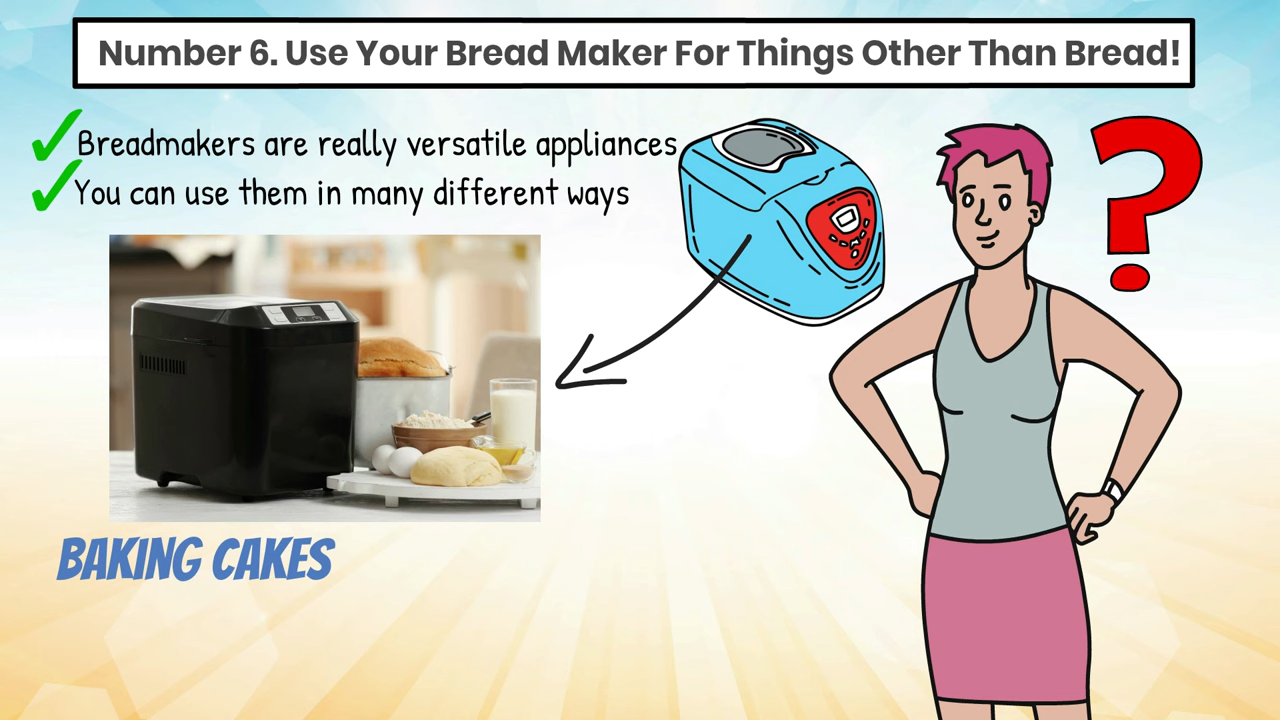 Number 6. Use Your Bread Maker For Things Other Than Bread!
Breadmakers are really versatile appliances
You can use them in many different ways
BAKING CAKES